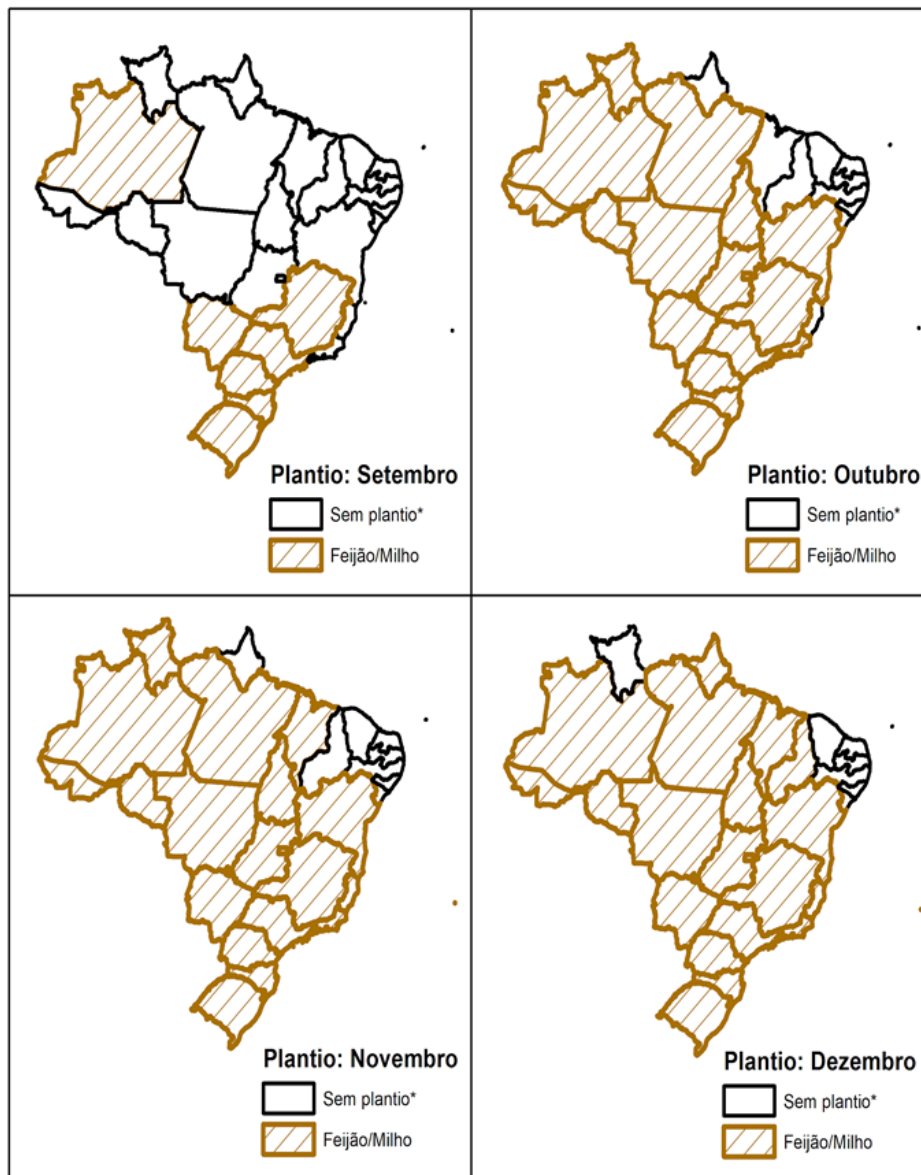 Plantio: Setembro
Sem plantio*
Feijão/Milho
Plantio: Outubro
Sem plantio*
Feijão/Milho
Plantio: Novembro
Sem plantio*
Feijão/Milho
Plantio: Dezembro
Sem plantio*
Feijão/Milho